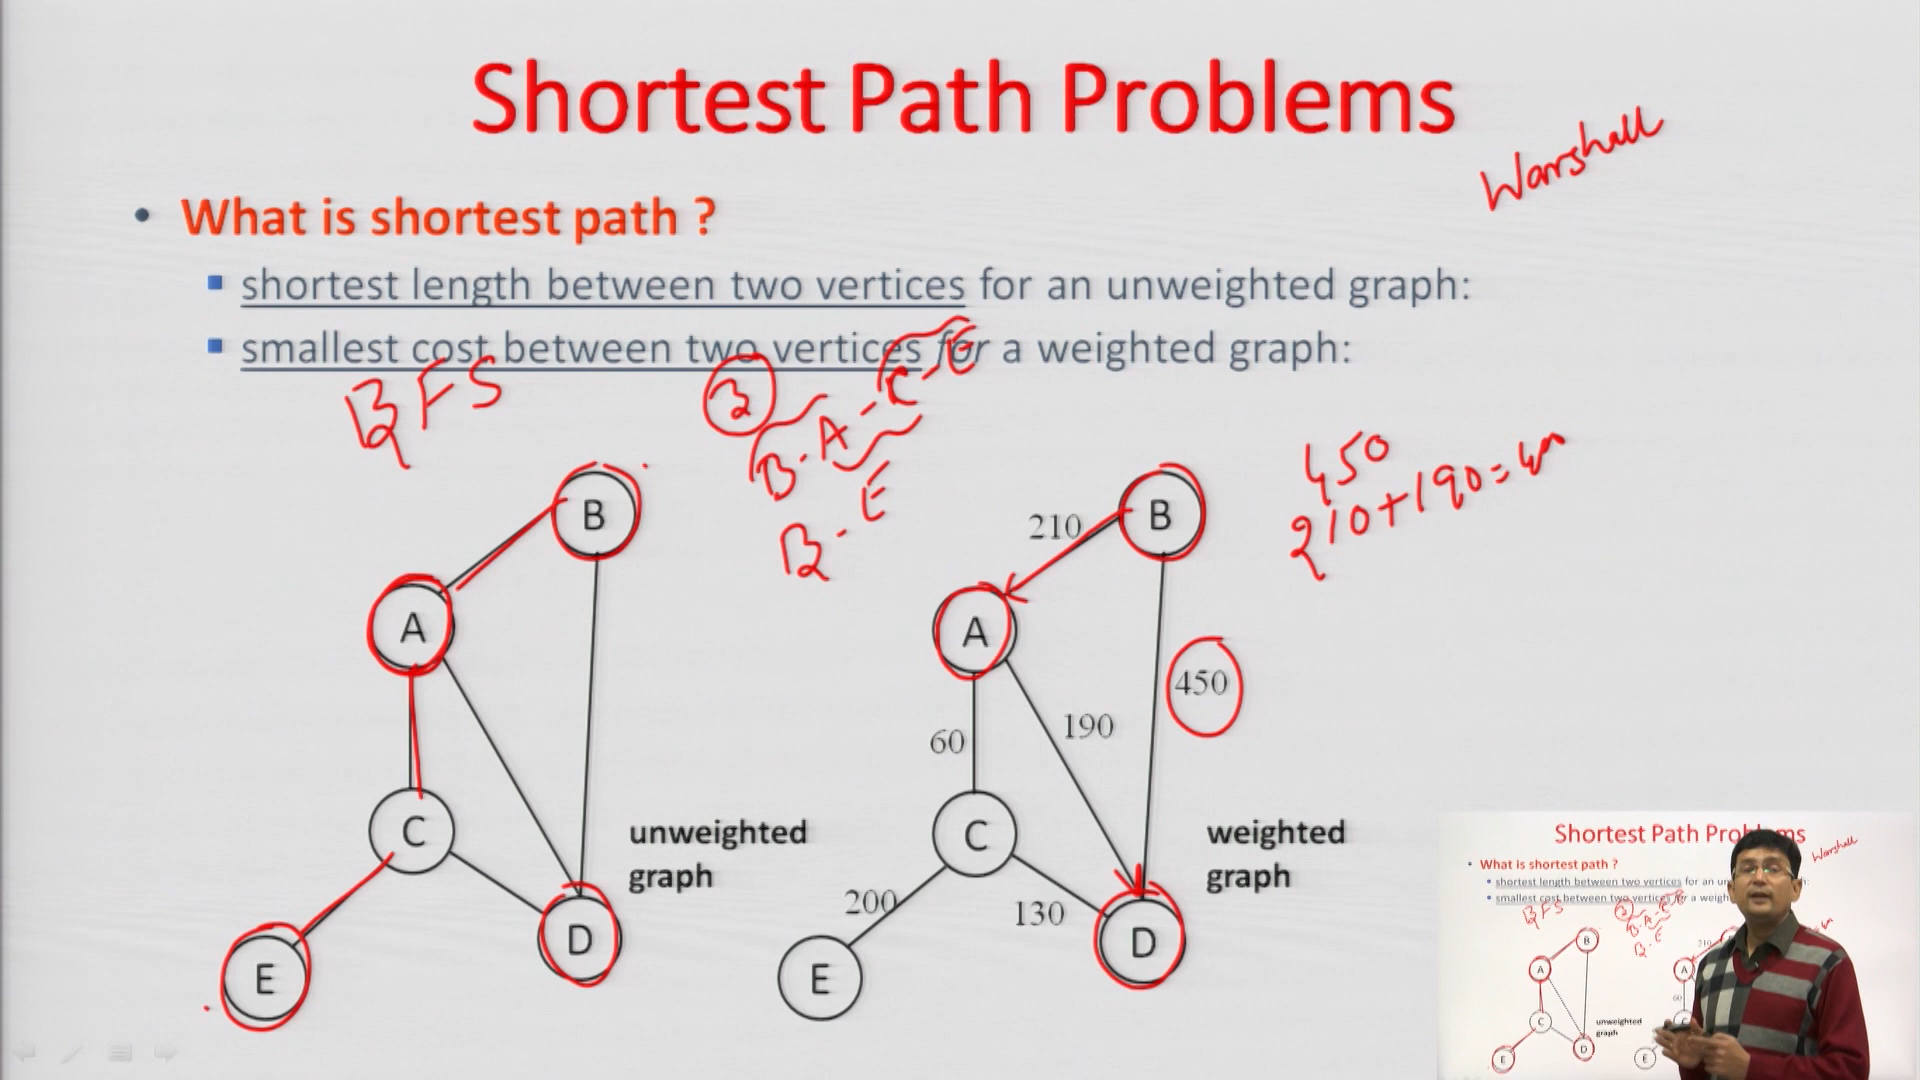 Shortest Path Problems
Warshall
• What is shortest path ?
▪ shortest length between two vertices for an unweighted graph:
▪ smallest cost between two vertices for a weighted graph:
BFS
3
B-A-C-E
B-E
450
210+190=
B
A
C
D
E
unweighted
graph
B
210
A
450
190
60
C
200
130
D
E
weighted
graph
Shortest Path Problems
Warshall
• What is shortest path ?
• shortest length between two vertices for an
• smallest cost between two vertices for a
BFS
B
A
C
E
D
unweighted
graph
A
60
E